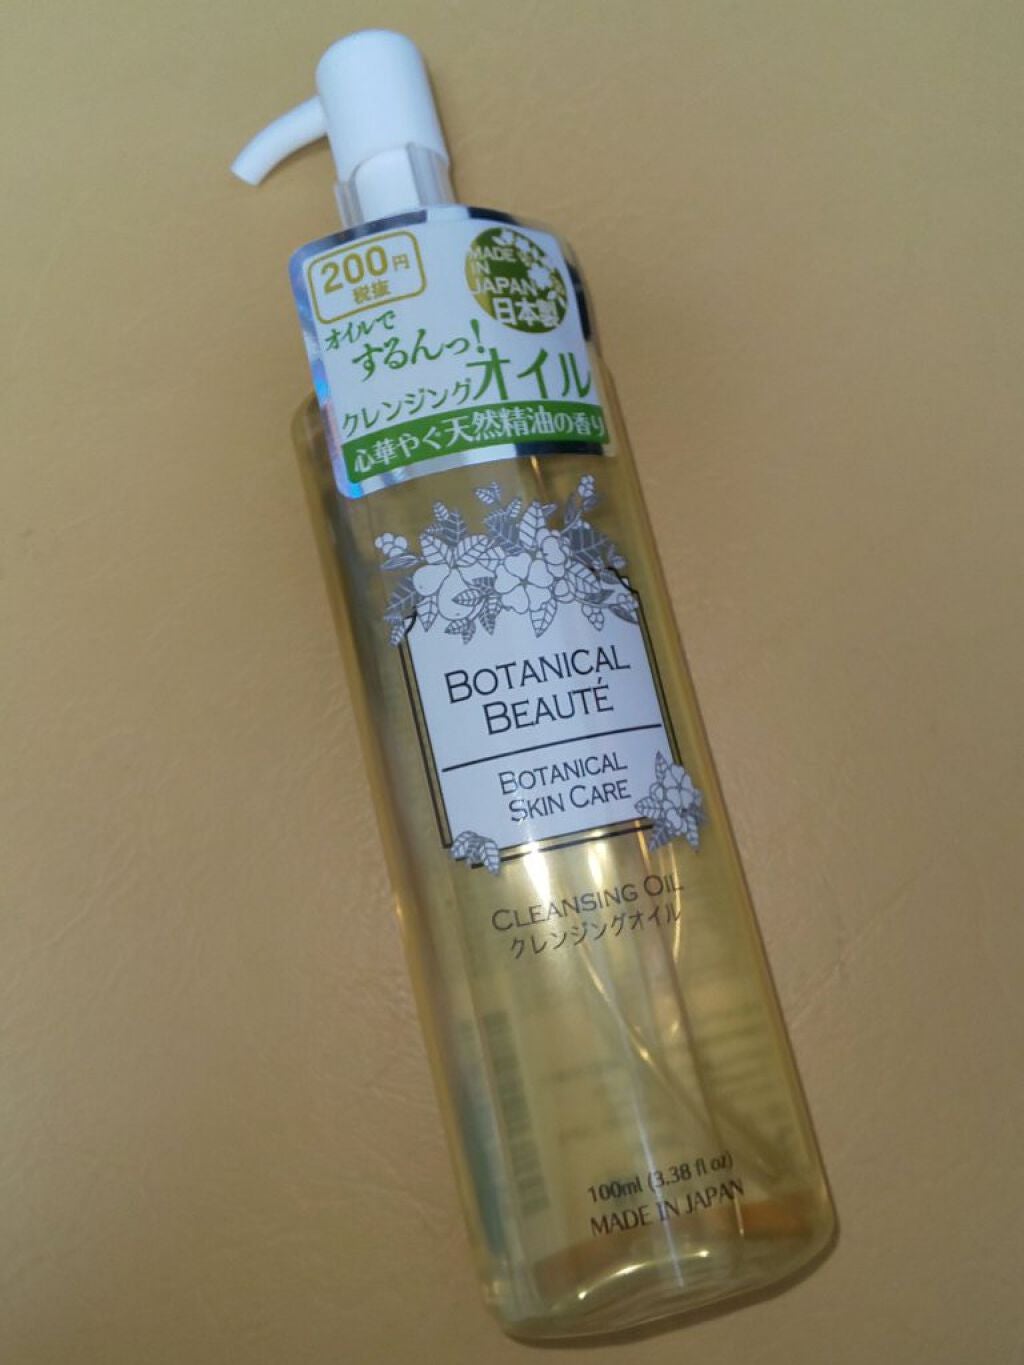 200円
税抜
MADE
IN
JAPAN
日本製
オイルで
するんっ!
クレンジングオイル
心華やぐ天然精油の香り
BOTANICAL
BEAUTÉ
BOTANICAL
SKIN CARE
CLEANSING OIL
クレンジングオイル
100ml (3.38 fl oz)
MADE IN JAPAN